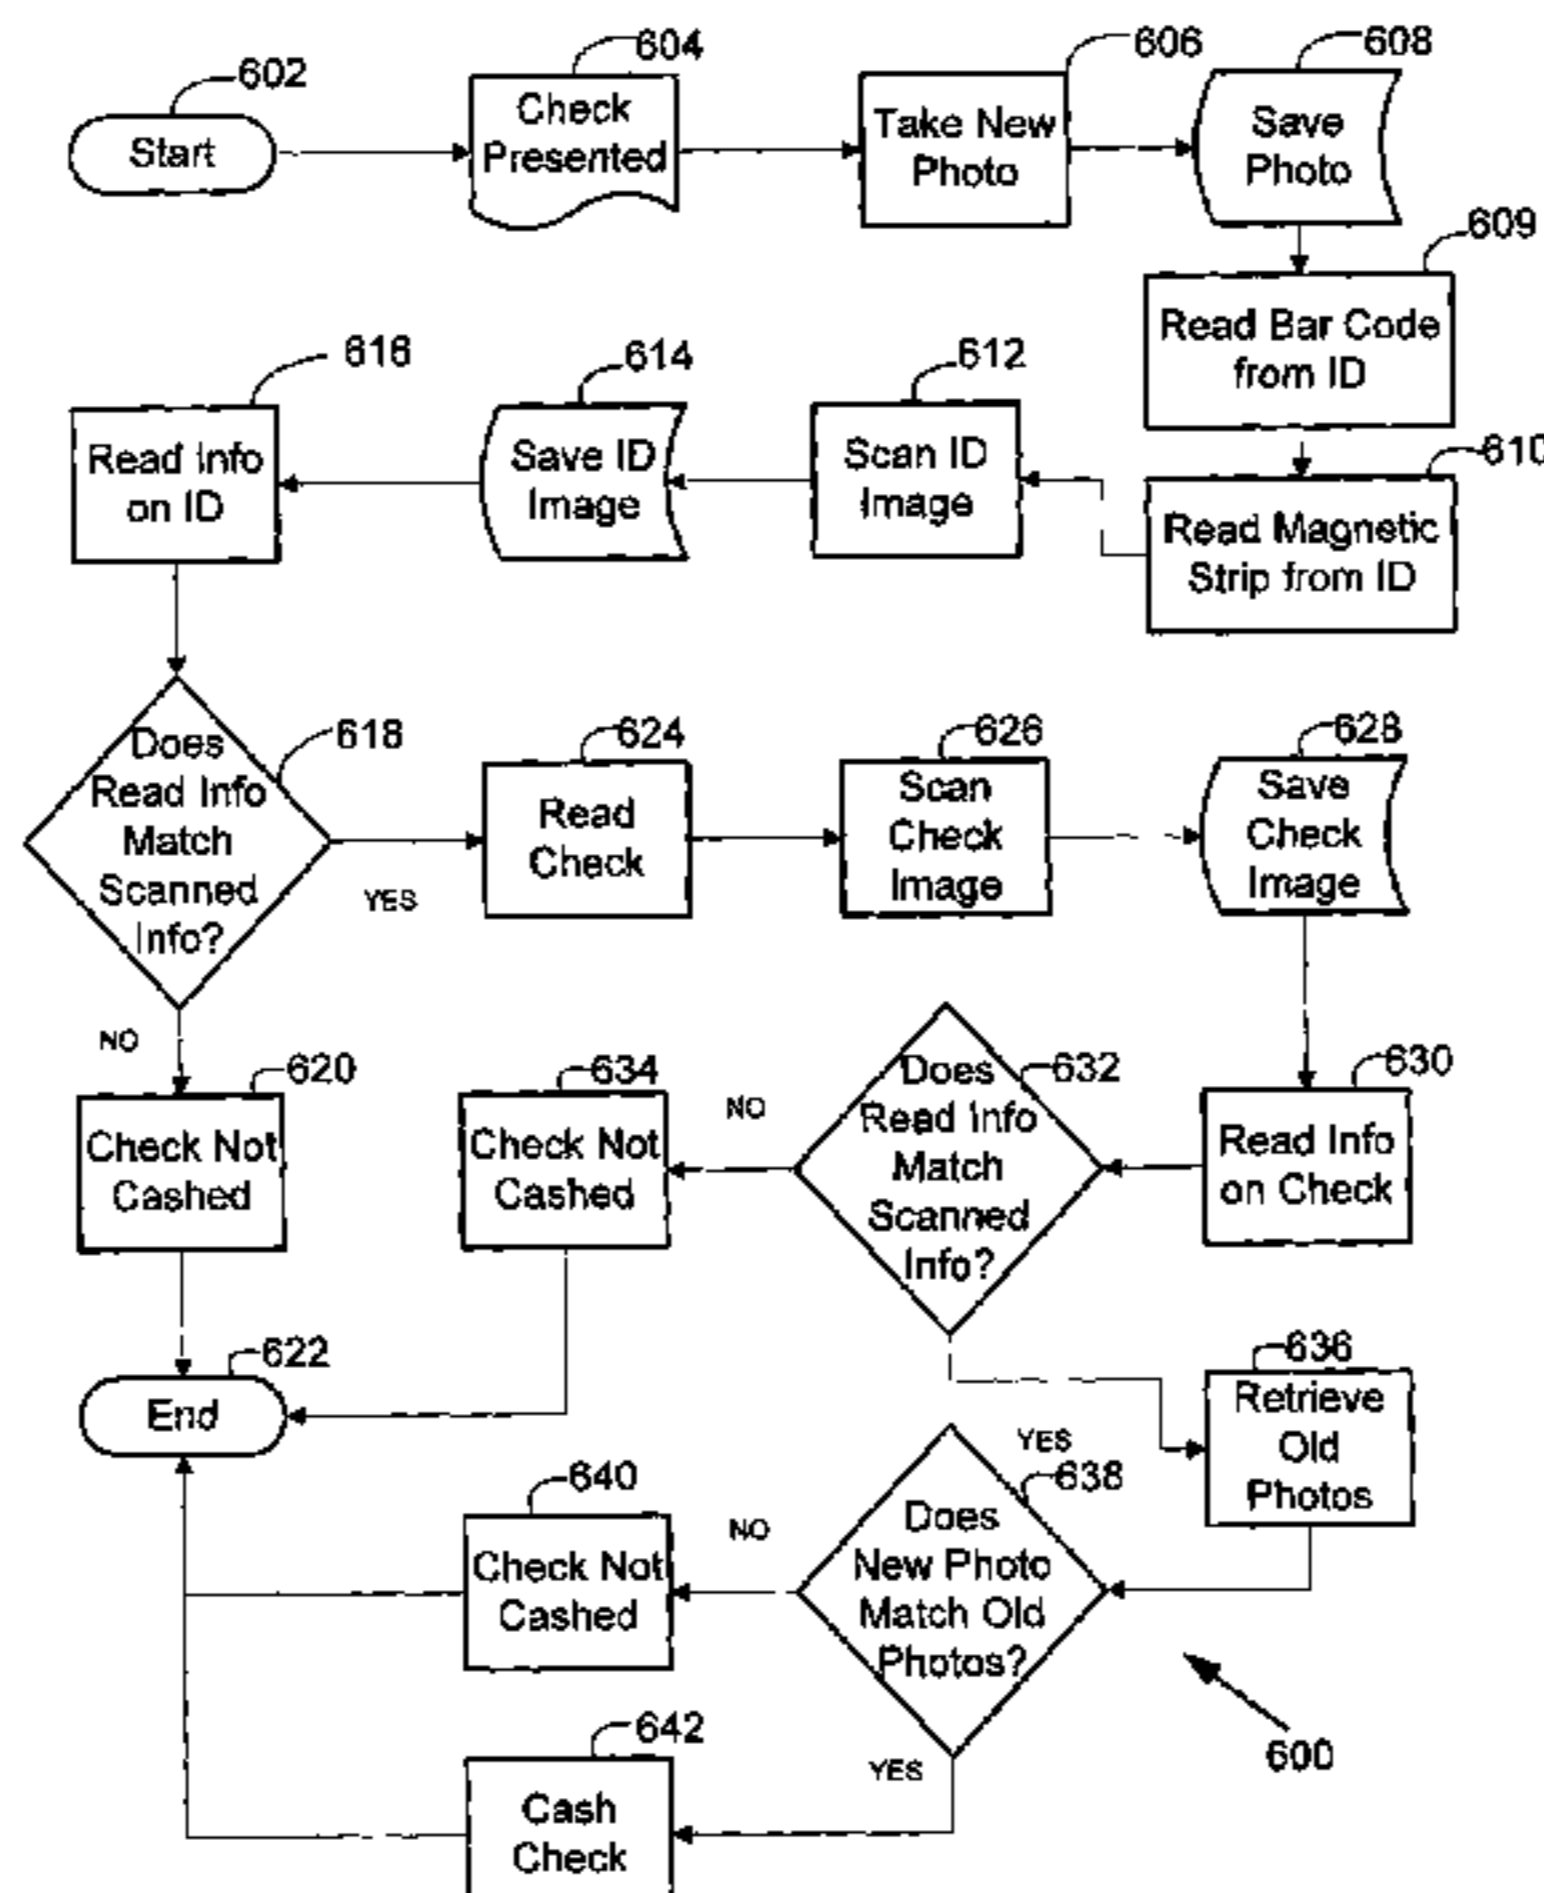 602
Start
604
Check
Presented
606
Take New
Photo
608
Save
Photo
609
Read Bar Code
from ID
610
Read Magnetic
Strip from ID
612
Scan ID
Image
614
Save ID
Image
616
Read Info
on ID
618
Does
Read Info
Match
Scanned
Info?
YES
NO
624
Read
Check
626
Scan
Check
Image
628
Save
Check
Image
630
Read Info
on Check
632
Does
Read Info
Match
Scanned
Info?
NO
YES
634
Check Not
Cashed
620
Check Not
Cashed
622
End
636
Retrieve
Old
Photos
638
Does
New Photo
Match Old
Photos?
NO
YES
640
Check Not
Cashed
642
Cash
Check
600